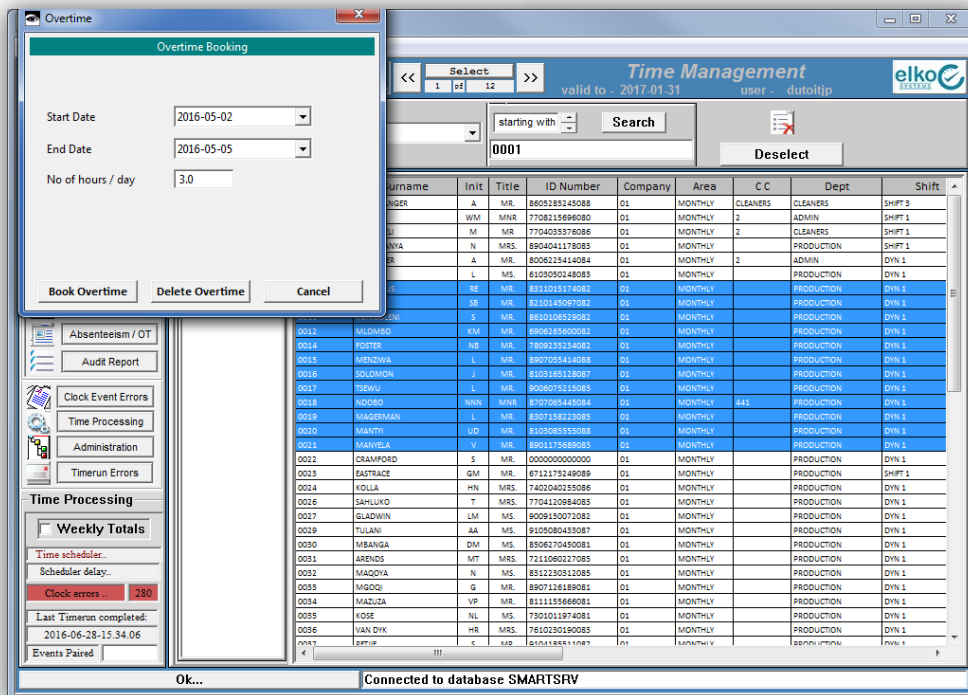 Overtime
Overtime Booking
Start Date 2016-05-02
End Date 2016-05-05
No of hours / day 3.0
Book Overtime Delete Overtime Cancel
<< Select >>
1 of 12
Time Management
valid to - 2017-01-31 user - dutoitjp
elko
SYSTEMS
starting with Search
0001
Deselect
urname Init Title ID Number Company Area C C Dept Shift
NGER A MR. 8605285245088 01 MONTHLY CLEANERS CLEANERS SHIFT 3
WM MNR 7708215696080 01 MONTHLY 2 ADMIN SHIFT 1
M MR 7704035376086 01 MONTHLY 2 CLEANERS SHIFT 1
NYA N MRS. 8904041178083 01 MONTHLY PRODUCTION SHIFT 1
ER A MR. 8006225414084 01 MONTHLY 2 ADMIN DYN 1
L MS. 6103050248083 01 MONTHLY PRODUCTION DYN 1
RE MR. 8311015174082 01 MONTHLY PRODUCTION DYN 1
SB MR. 8210145097082 01 MONTHLY PRODUCTION DYN 1
S MR. 8610106529082 01 MONTHLY PRODUCTION DYN 1
0012 MLOMBO KM MR. 6906265600082 01 MONTHLY PRODUCTION DYN 1
0014 FOSTER NB MR. 7809235234082 01 MONTHLY PRODUCTION DYN 1
0015 MENZIWA L MR. 8907055414088 01 MONTHLY PRODUCTION DYN 1
0016 SOLOMON J MR. 8103165128087 01 MONTHLY PRODUCTION DYN 1
0017 TSEWU L MR. 9006075215085 01 MONTHLY PRODUCTION DYN 1
0018 NDOBO NNN MNR 8707065445084 01 MONTHLY 441 PRODUCTION DYN 1
0019 MAGERMAN L MR. 8307158223085 01 MONTHLY PRODUCTION DYN 1
0020 MANTYI UD MR. 8103085555088 01 MONTHLY PRODUCTION DYN 1
0021 MANYELA V MR. 8901175689083 01 MONTHLY PRODUCTION DYN 1
0022 CRAMFORD S MR. 0000000000000 01 MONTHLY PRODUCTION DYN 1
0023 EASTRACE GM MR. 6712175249089 01 MONTHLY PRODUCTION SHIFT 1
0024 KOLLA HN MRS. 7402040255086 01 MONTHLY PRODUCTION DYN 1
0026 SAHLUKO T MRS. 7704120984083 01 MONTHLY PRODUCTION DYN 1
0027 GLADWIN LM MS. 9009150072082 01 MONTHLY PRODUCTION DYN 1
0029 TULANI AA MS. 9105080433087 01 MONTHLY PRODUCTION DYN 1
0030 MBANGA DM MS. 8506270450081 01 MONTHLY PRODUCTION DYN 1
0031 ARENDS MT MRS. 7211060227085 01 MONTHLY PRODUCTION DYN 1
0032 MAQOYA N MS. 8312230312085 01 MONTHLY PRODUCTION DYN 1
0033 MGOQI G MR. 8907126189081 01 MONTHLY PRODUCTION DYN 1
0034 MAZUZA VP MR. 8111155666081 01 MONTHLY PRODUCTION DYN 1
0035 KOSE NL MS. 7301011974081 01 MONTHLY PRODUCTION DYN 1
0036 VAN DYK HR MRS. 7610230190083 01 MONTHLY PRODUCTION DYN 1
0037 S MR. 9104185511087 01 MONTHLY PRODUCTION DYN 1
Absenteeism / OT
Audit Report
Clock Event Errors
Time Processing
Administration
Timerun Errors
Time Processing
Weekly Totals
Time scheduler..
Scheduler delay..
Clock errors .. 280
Last Timerun completed:
2016-06-28-15.34.06
Events Paired
Ok... Connected to database SMARTSRV